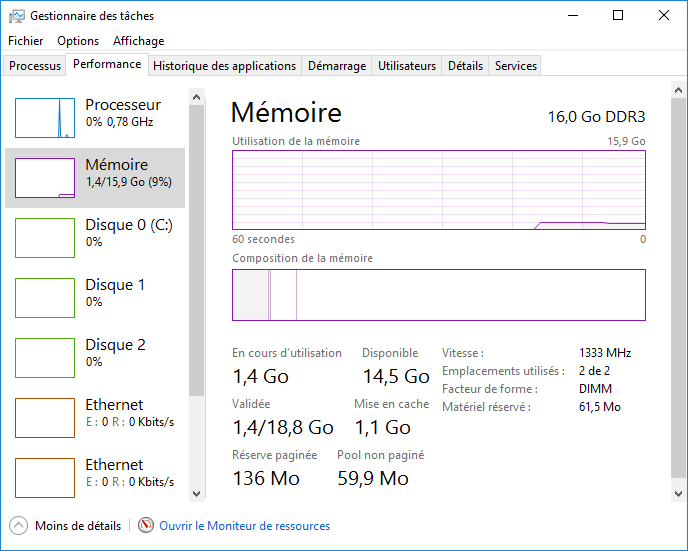 Gestionnaire des tâches
Fichier Options Affichage
Processus Performance Historique des applications Démarrage Utilisateurs Détails Services
Processeur
0% 0,78 GHz
Mémoire
1,4/15,9 Go (9%)
Disque 0 (C:)
0%
Disque 1
0%
Disque 2
0%
Ethernet
E : 0 R : 0 Kbits/s
Ethernet
E : 0 R : 0 Kbits/s
Mémoire 16,0 Go DDR3
Utilisation de la mémoire 15,9 Go
60 secondes 0
Composition de la mémoire
En cours d'utilisation Disponible
1,4 Go 14,5 Go
Validée Mise en cache
1,4/18,8 Go 1,1 Go
Réserve paginée Pool non paginé
136 Mo 59,9 Mo
Vitesse : 1333 MHz
Emplacements utilisés : 2 de 2
Facteur de forme : DIMM
Matériel réservé : 61,5 Mo
Moins de détails Ouvrir le Moniteur de ressources